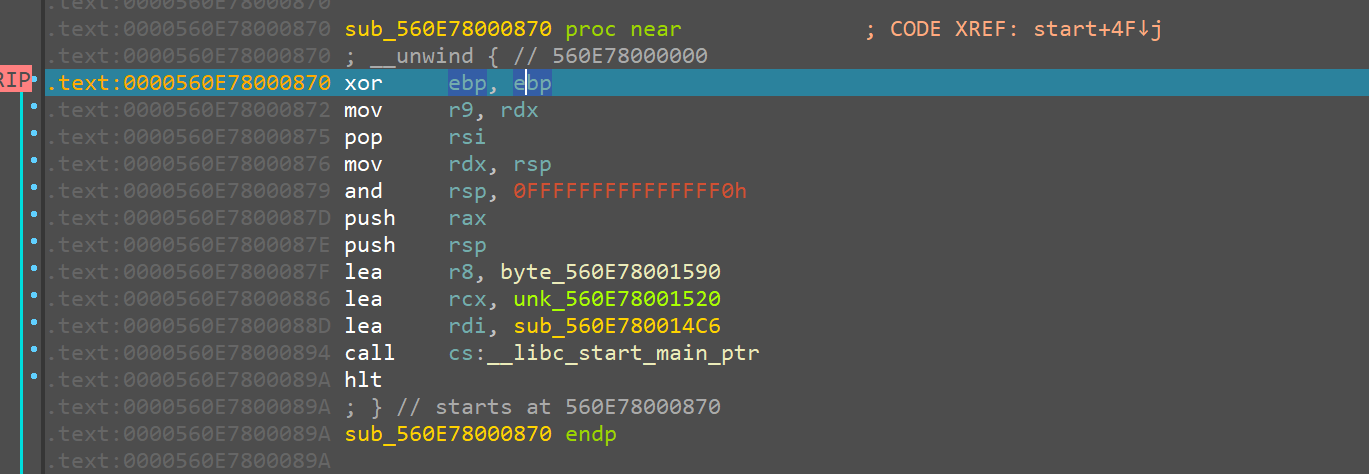 .text:0000560E78000870
.text:0000560E78000870 sub_560E78000870 proc near ; CODE XREF: start+4F↓j
.text:0000560E78000870 ; __unwind { // 560E78000000
RIP .text:0000560E78000870 xor ebp, ebp
.text:0000560E78000872 mov r9, rdx
.text:0000560E78000875 pop rsi
.text:0000560E78000876 mov rdx, rsp
.text:0000560E78000879 and rsp, 0FFFFFFFFFFFFFFF0h
.text:0000560E7800087D push rax
.text:0000560E7800087E push rsp
.text:0000560E7800087F lea r8, byte_560E78001590
.text:0000560E78000886 lea rcx, unk_560E78001520
.text:0000560E7800088D lea rdi, sub_560E780014C6
.text:0000560E78000894 call cs:__libc_start_main_ptr
.text:0000560E7800089A hlt
.text:0000560E7800089A ; } // starts at 560E78000870
.text:0000560E7800089A sub_560E78000870 endp
.text:0000560E7800089A